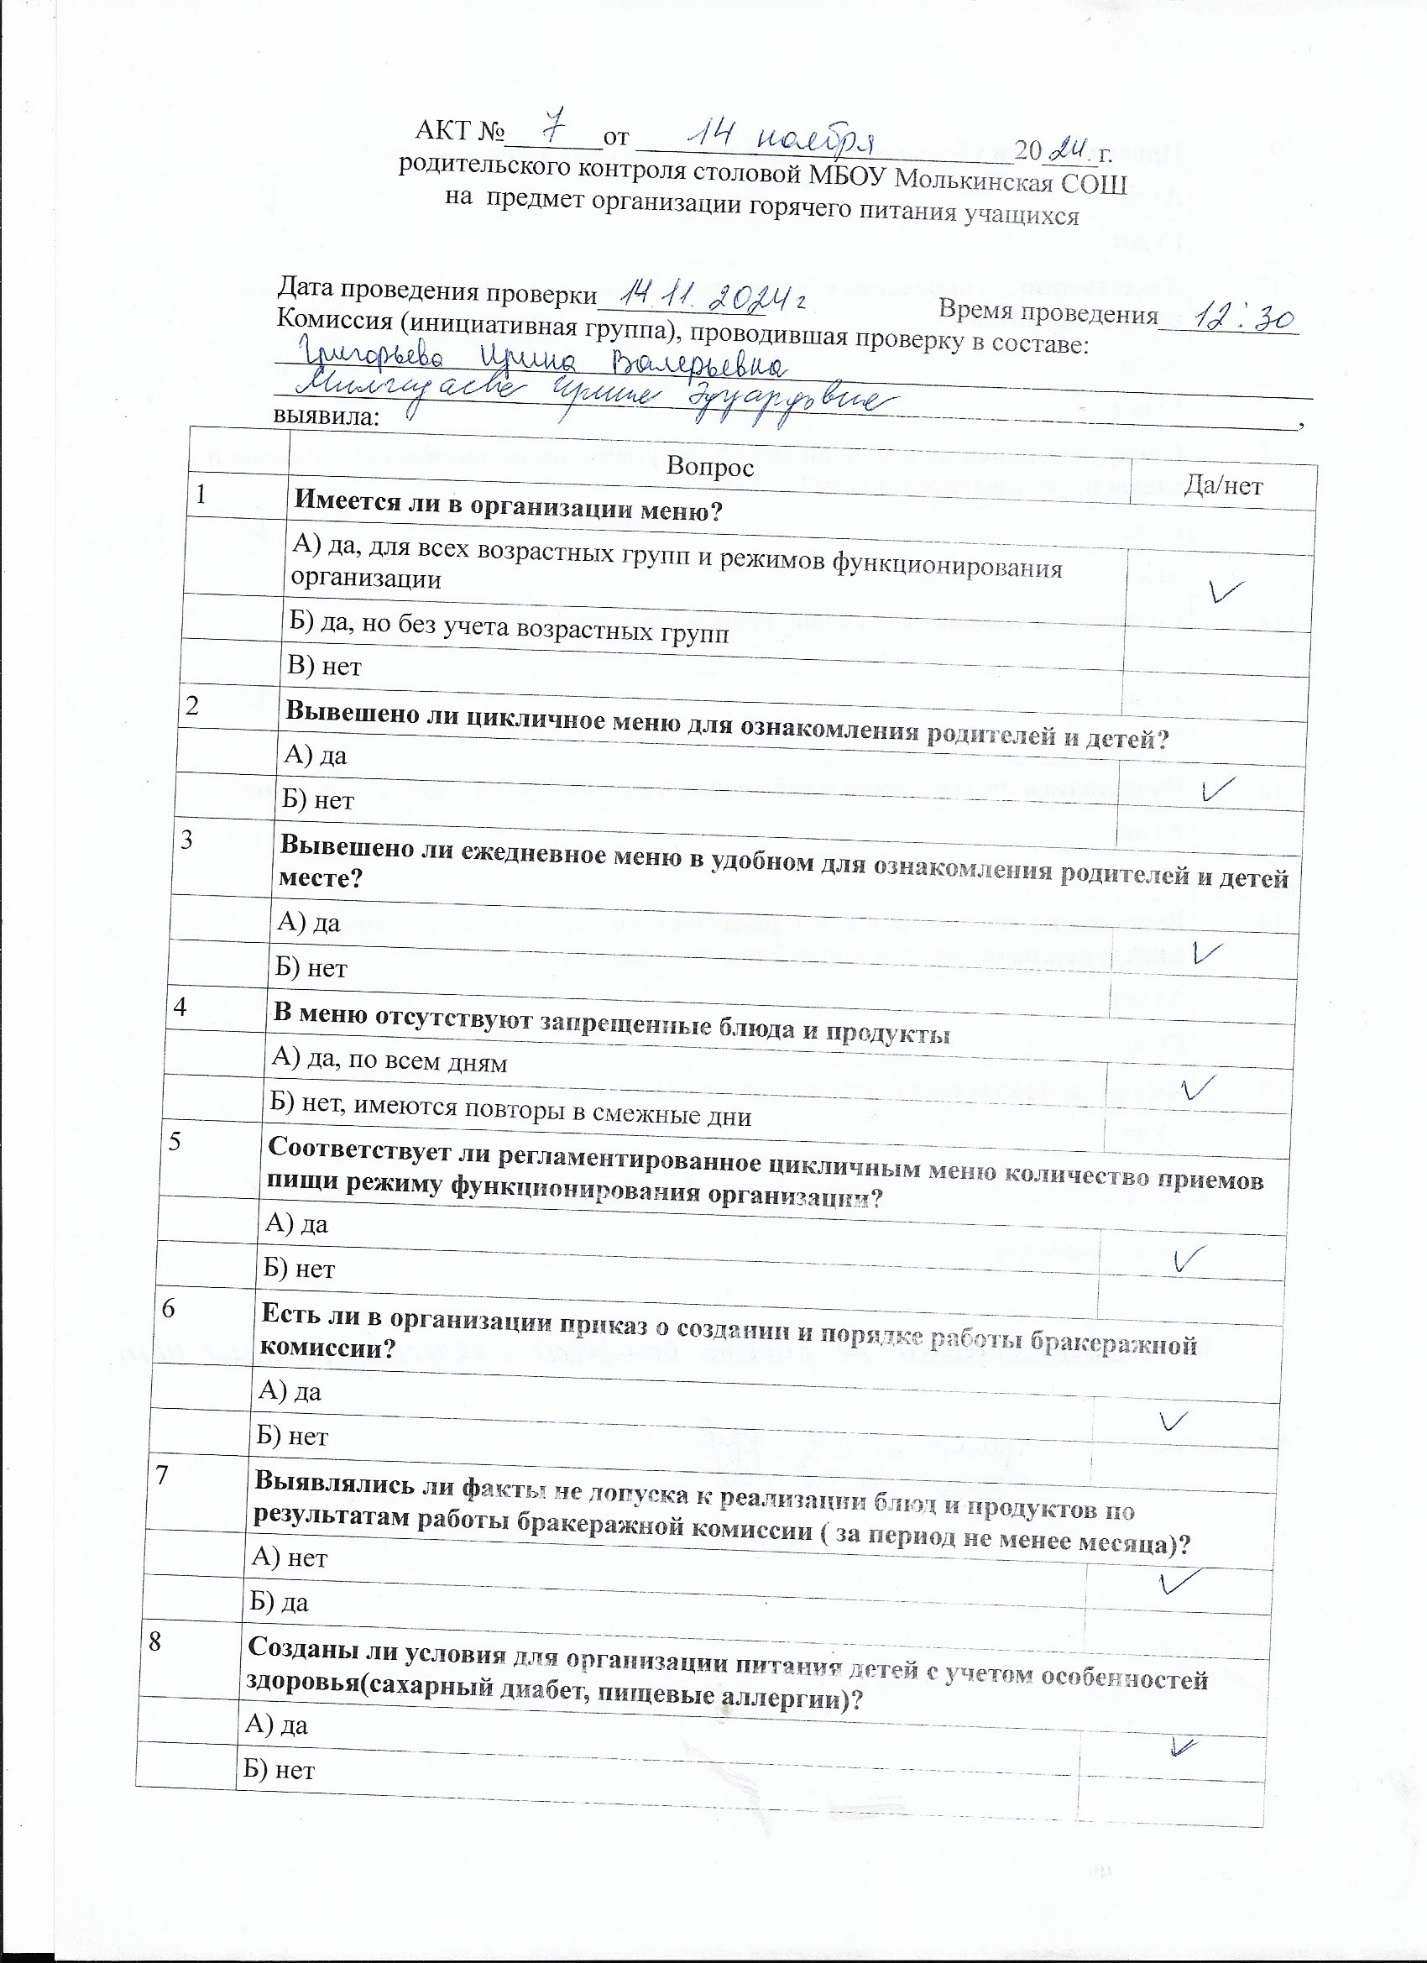 АКТ № 7 от 14 ноября 2024 г.
родительского контроля столовой МБОУ Молькинская СОШ
на предмет организации горячего питания учащихся
Дата проведения проверки 14.11.2024 г Время проведения 12:30
Комиссия (инициативная группа), проводившая проверку в составе:
Григорьева Ирина Валерьевна
Ирина Эдуардовна
выявила: ,
Вопрос Да/нет
1 Имеется ли в организации меню?
А) да, для всех возрастных групп и режимов функционирования
организации ✓
Б) да, но без учета возрастных групп
В) нет
2 Вывешено ли цикличное меню для ознакомления родителей и детей?
А) да ✓
Б) нет
3 Вывешено ли ежедневное меню в удобном для ознакомления родителей и детей
месте?
А) да ✓
Б) нет
4 В меню отсутствуют запрещенные блюда и продукты
А) да, по всем дням ✓
Б) нет, имеются повторы в смежные дни
5 Соответствует ли регламентированное цикличным меню количество приемов
пищи режиму функционирования организации?
А) да ✓
Б) нет
6 Есть ли в организации приказ о создании и порядке работы бракеражной
комиссии?
А) да ✓
Б) нет
7 Выявлялись ли факты не допуска к реализации блюд и продуктов по
результатам работы бракеражной комиссии ( за период не менее месяца)?
А) нет ✓
Б) да
8 Созданы ли условия для организации питания детей с учетом особенностей
здоровья(сахарный диабет, пищевые аллергии)?
А) да ✓
Б) нет